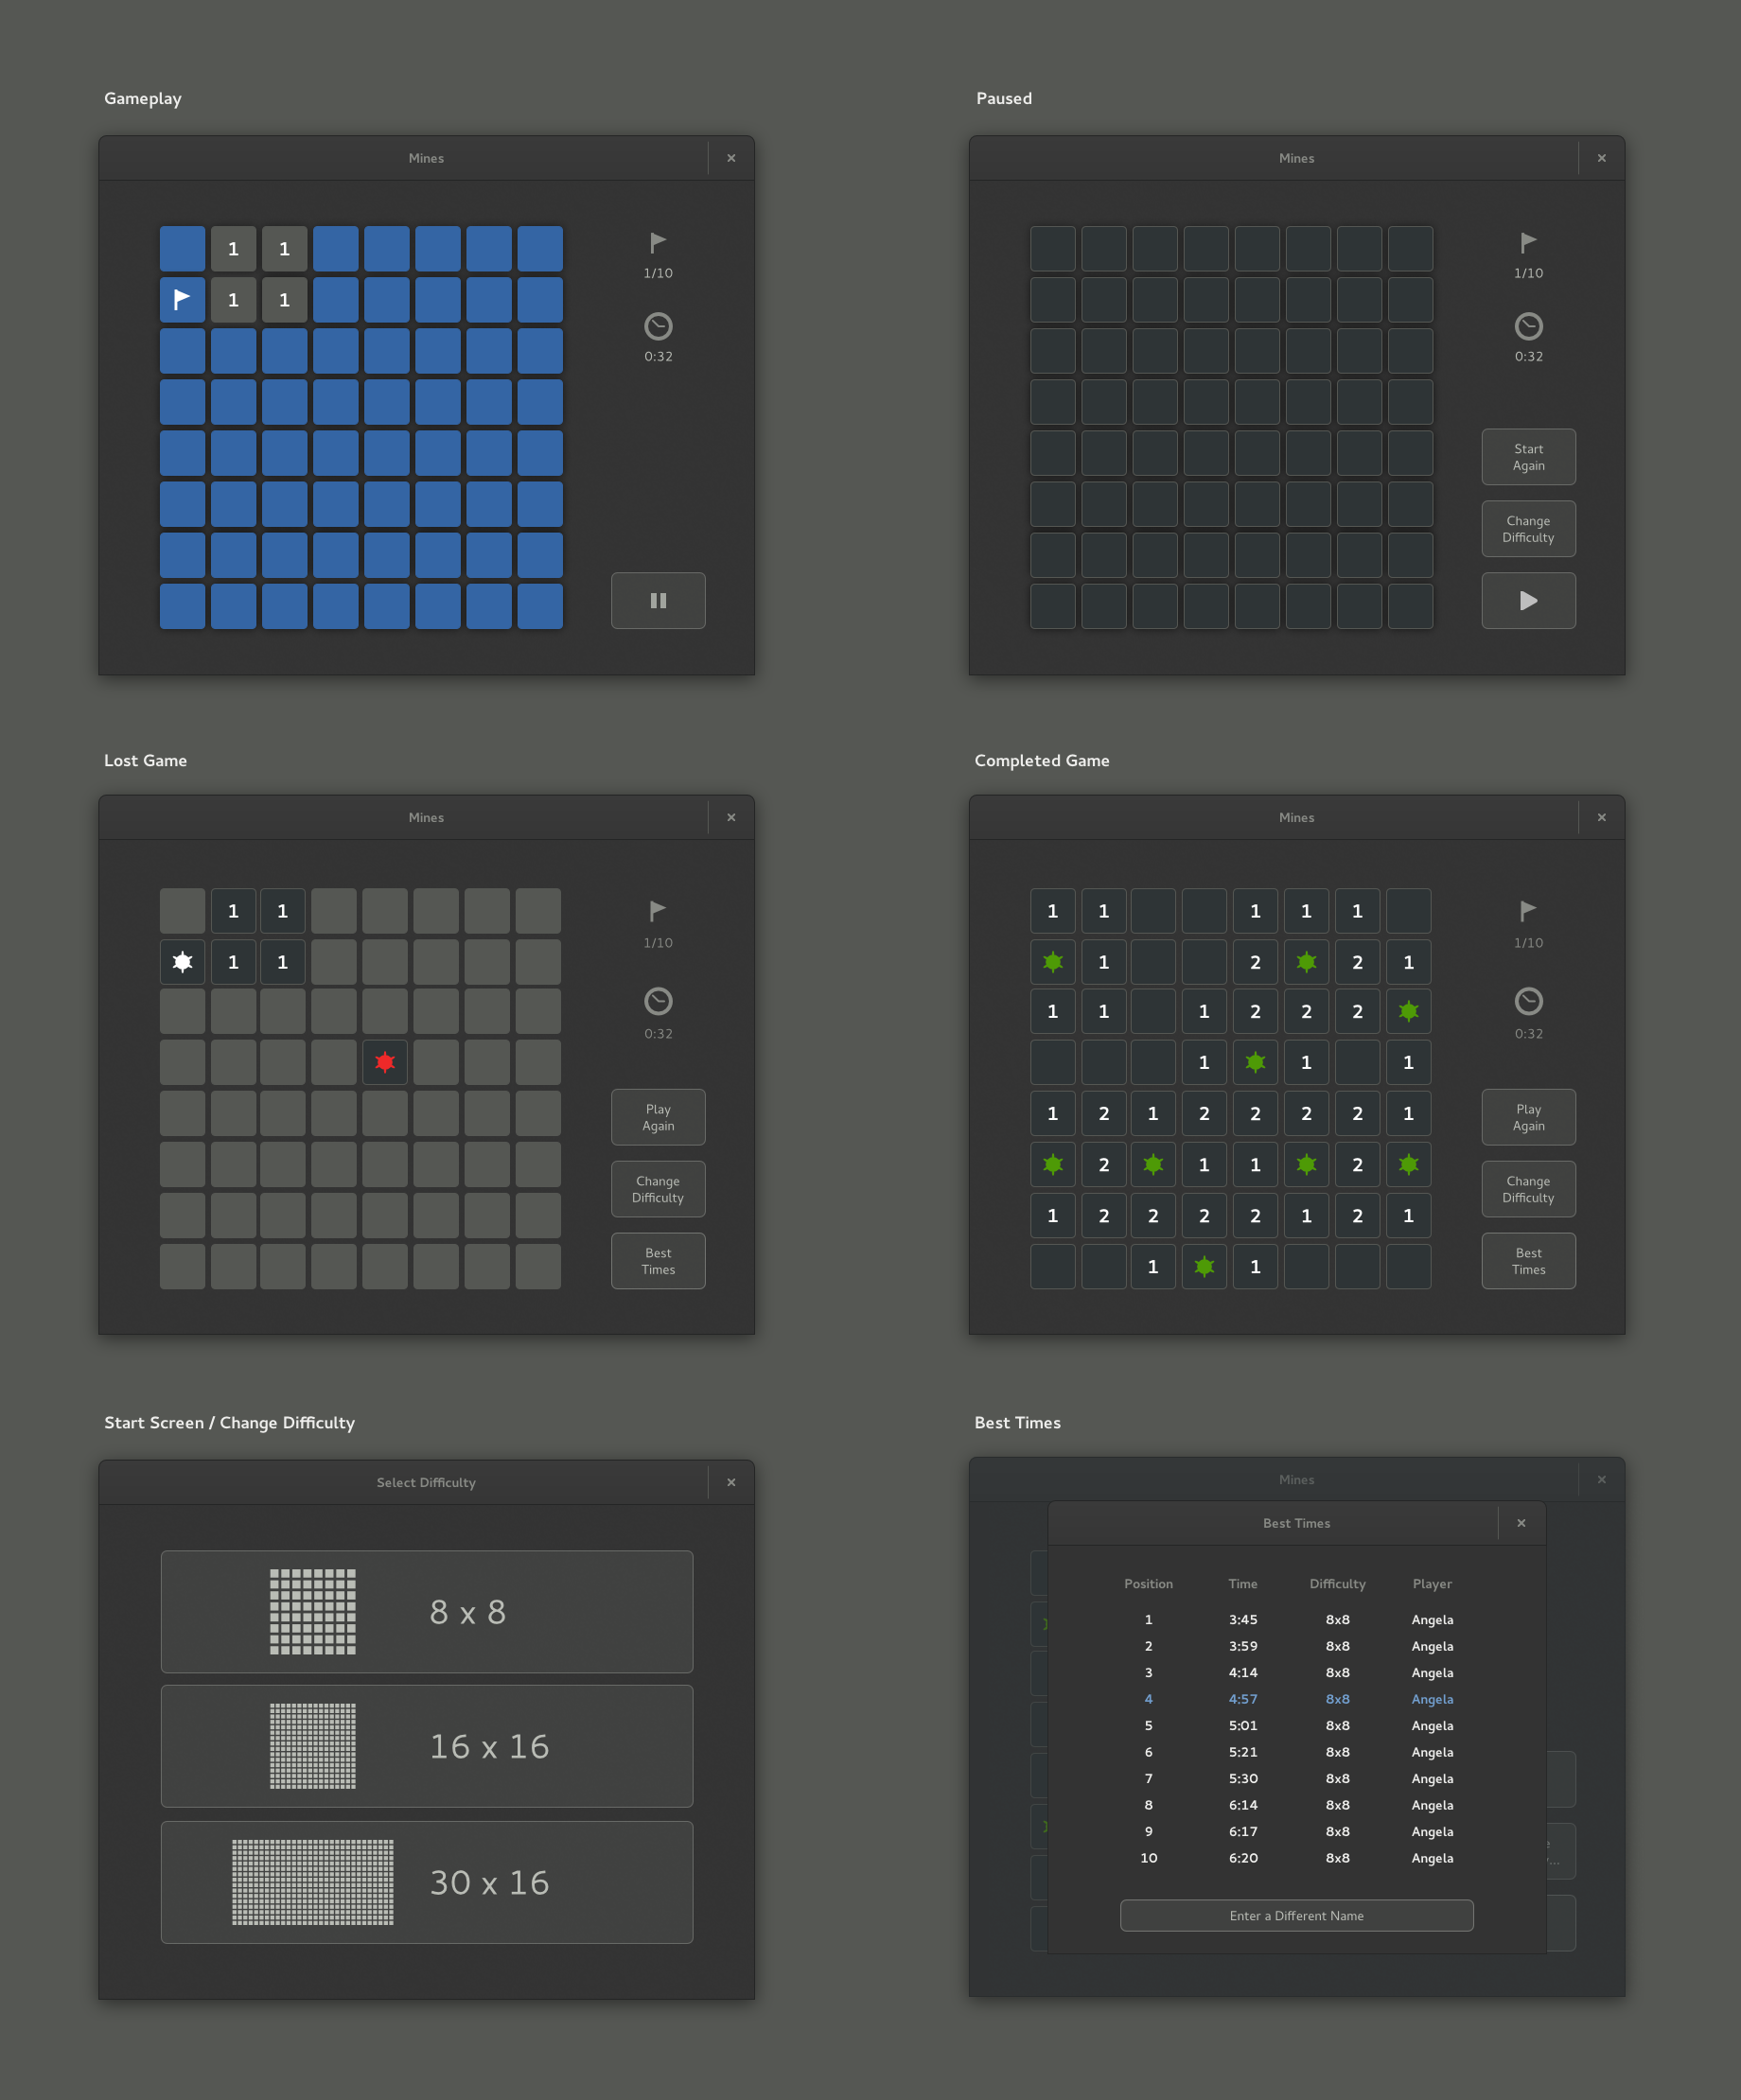 Gameplay
Mines
×
1 1
1 1
1/10
0:32
Paused
Mines
×
1/10
0:32
Start
Again
Change
Difficulty
Lost Game
Mines
×
1 1
1 1
1/10
0:32
Play
Again
Change
Difficulty
Best
Times
Completed Game
Mines
×
1 1 1 1 1
1 2 2 1
1 1 1 2 2 2
1 1 1
1 2 1 2 2 2 2 1
2 1 1 2
1 2 2 2 2 1 2 1
1 1
1/10
0:32
Play
Again
Change
Difficulty
Best
Times
Start Screen / Change Difficulty
Select Difficulty
×
8 x 8
16 x 16
30 x 16
Best Times
Mines
×
Best Times
×
Position Time Difficulty Player
1 3:45 8x8 Angela
2 3:59 8x8 Angela
3 4:14 8x8 Angela
4 4:57 8x8 Angela
5 5:01 8x8 Angela
6 5:21 8x8 Angela
7 5:30 8x8 Angela
8 6:14 8x8 Angela
9 6:17 8x8 Angela
10 6:20 8x8 Angela
Enter a Different Name